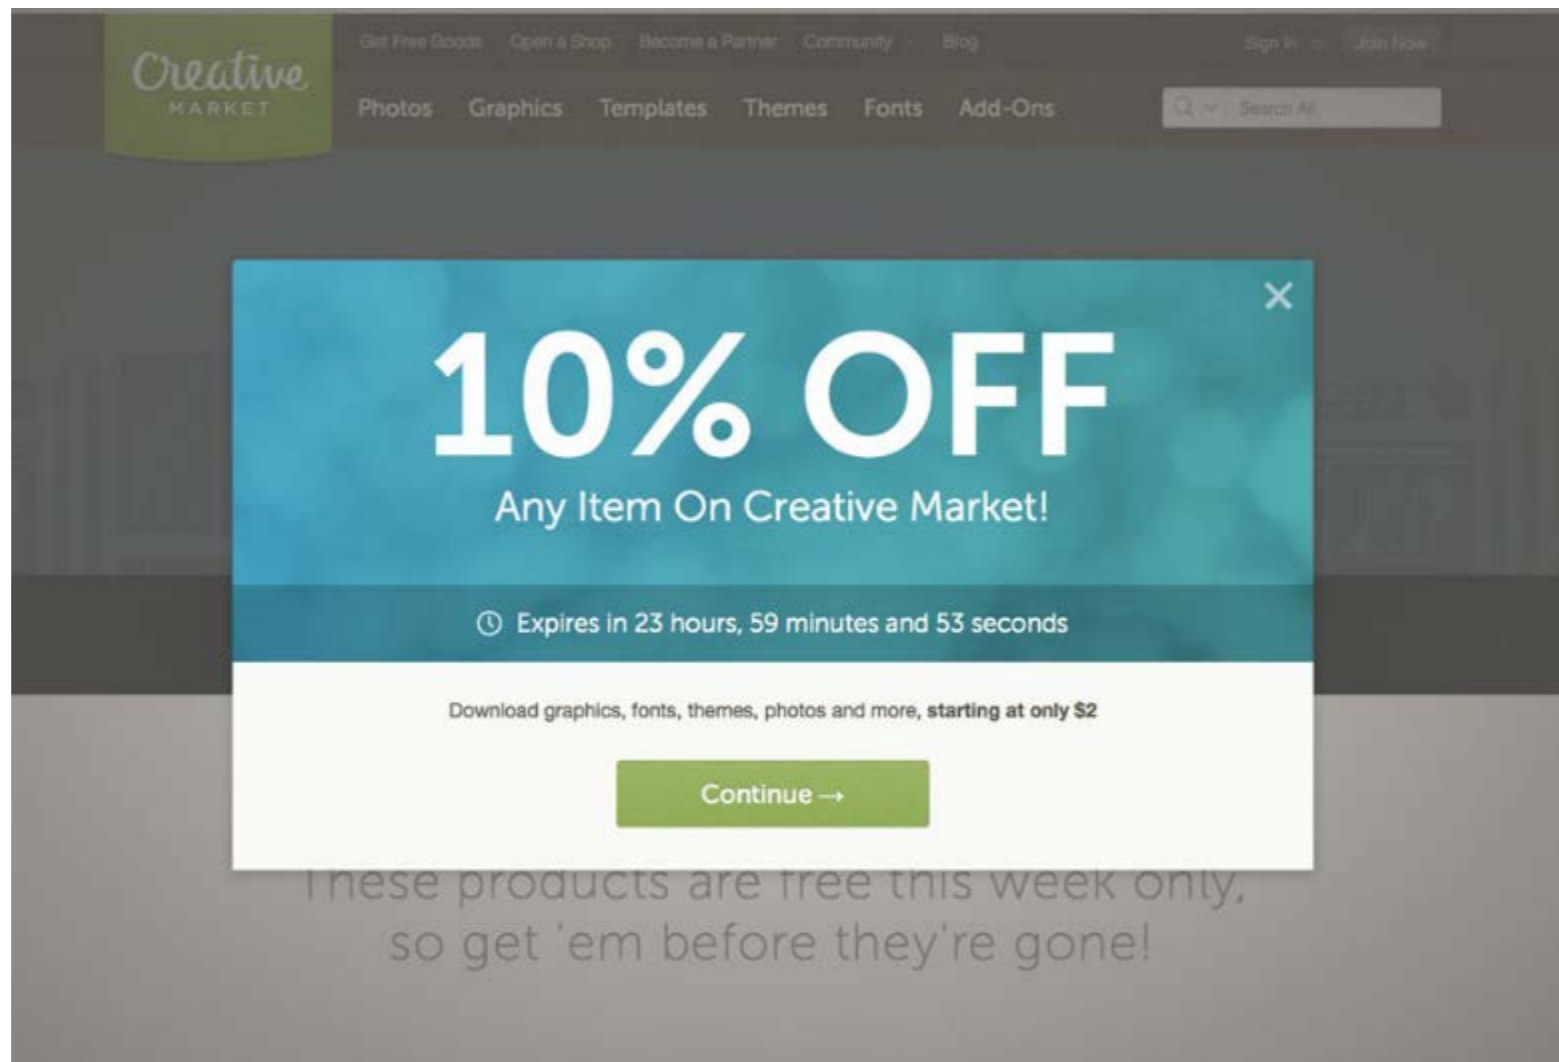 Creative
MARKET
Get Free Goods Open a Shop Become a Partner Community Blog
Sign In or Join Now
Photos Graphics Templates Themes Fonts Add-Ons
Search All
10% OFF
Any Item On Creative Market!
Expires in 23 hours, 59 minutes and 53 seconds
Download graphics, fonts, themes, photos and more, starting at only $2
Continue →
These products are free this week only,
so get 'em before they're gone!